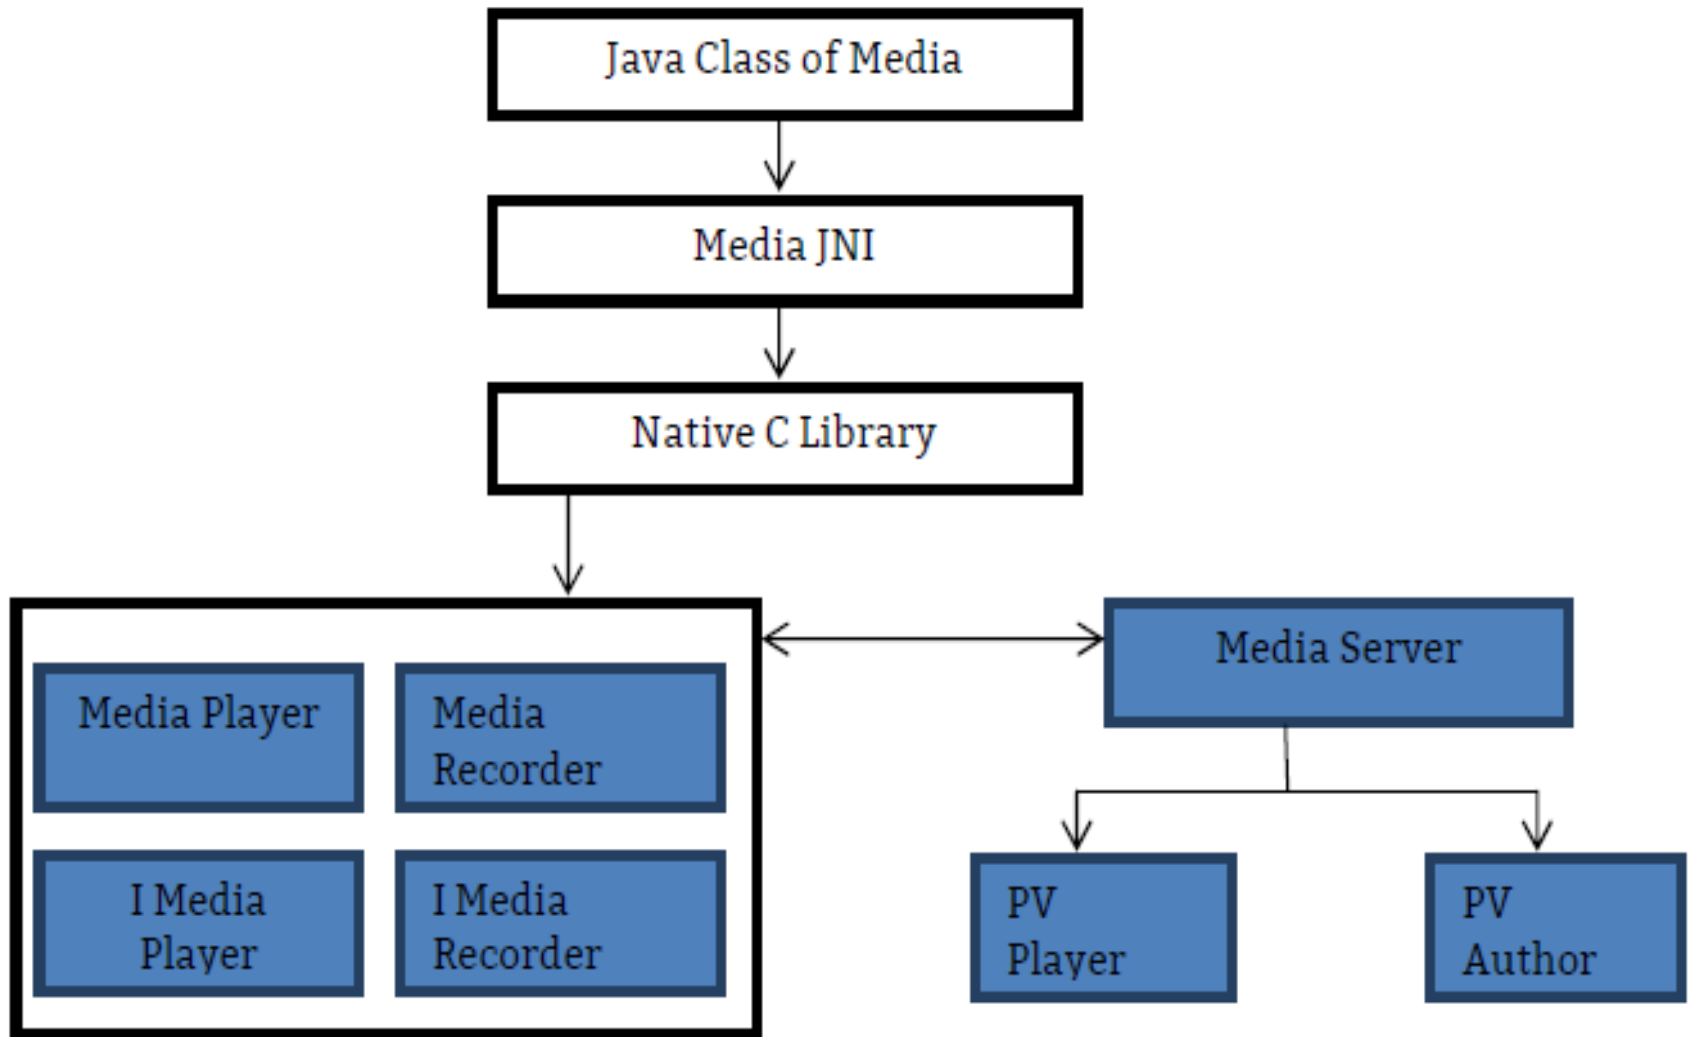 Java Class of Media
Media JNI
Native C Library
Media Player
Media
Recorder
I Media
Player
I Media
Recorder
Media Server
PV
Player
PV
Author